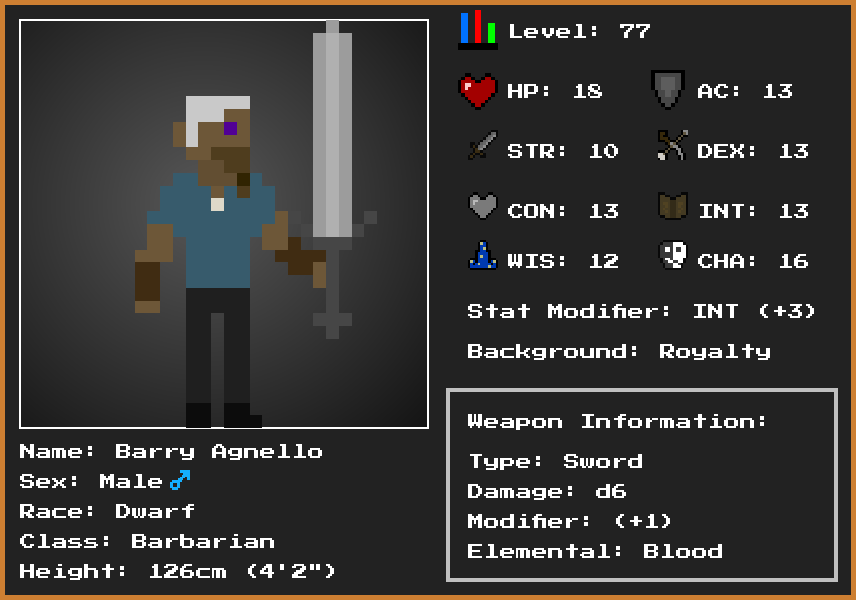 Level: 77
HP: 18 AC: 13
STR: 10 DEX: 13
CON: 13 INT: 13
WIS: 12 CHA: 16
Stat Modifier: INT (+3)
Background: Royalty
Weapon Information:
Type: Sword
Damage: d6
Modifier: (+1)
Elemental: Blood
Name: Barry Agnello
Sex: Male♂
Race: Dwarf
Class: Barbarian
Height: 126cm (4'2")